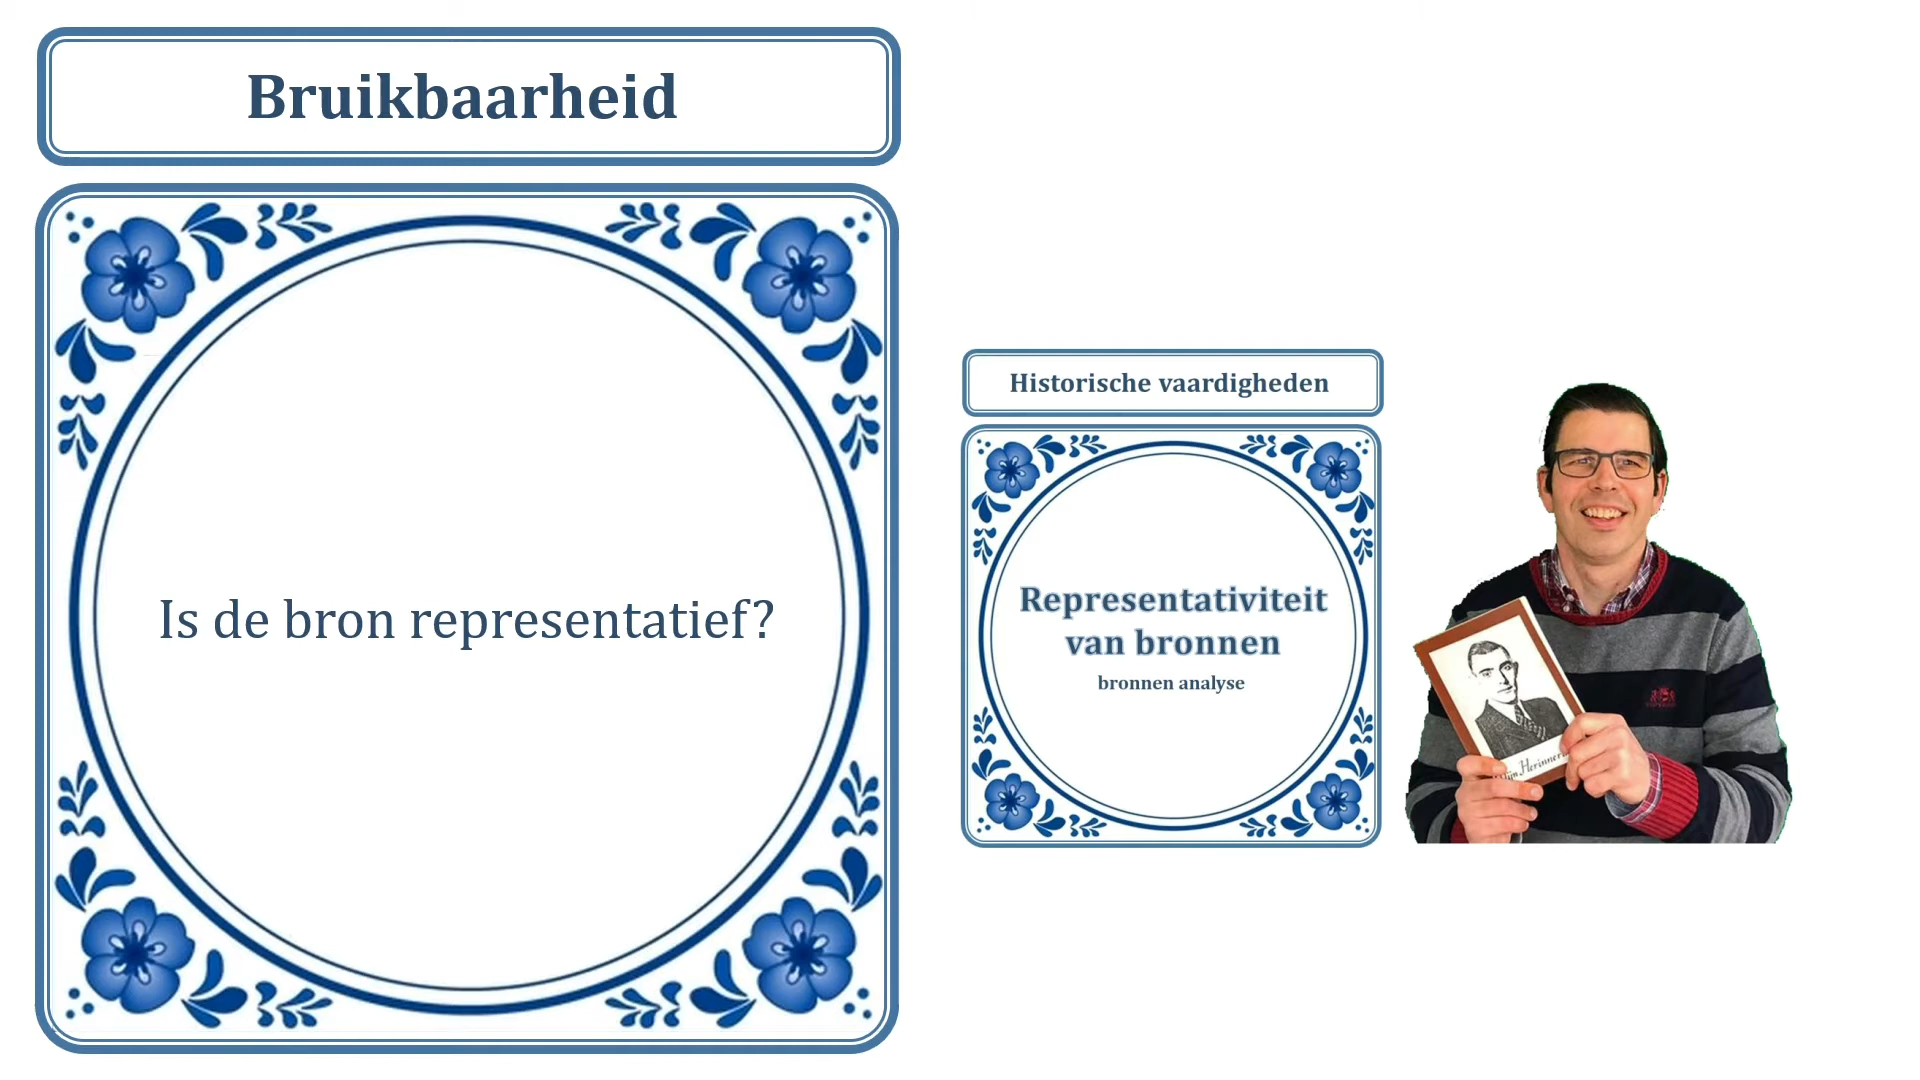 Bruikbaarheid
Is de bron representatief?
Historische vaardigheden
Representativiteit
van bronnen
bronnen analyse